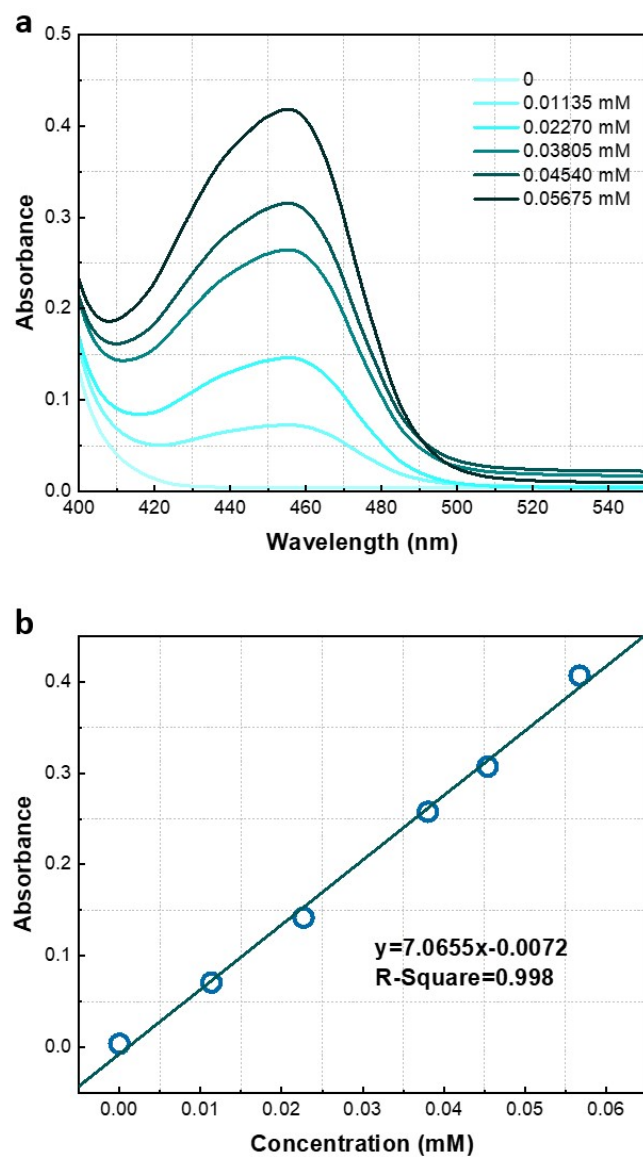 a
0.5
0.4
0.3
0.2
0.1
0.0
Absorbance
0
0.01135 mM
0.02270 mM
0.03805 mM
0.04540 mM
0.05675 mM
400 420 440 460 480 500 520 540
Wavelength (nm)
b
0.4
0.3
0.2
0.1
0.0
Absorbance
y=7.0655x-0.0072
R-Square=0.998
0.00 0.01 0.02 0.03 0.04 0.05 0.06
Concentration (mM)